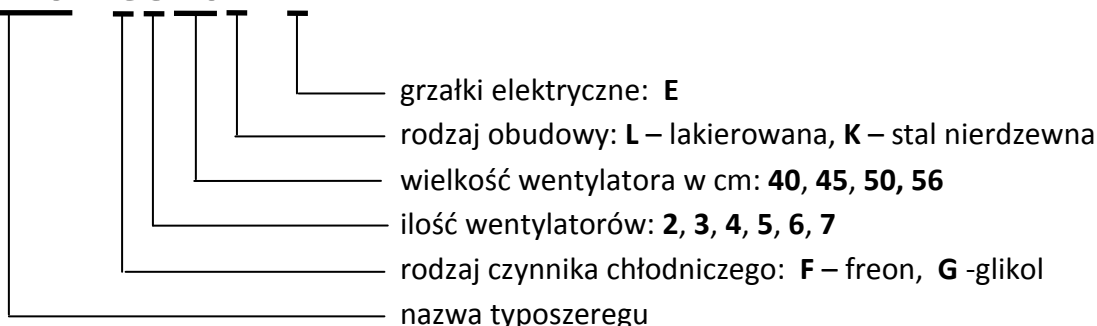 grzałki elektryczne: E
rodzaj obudowy: L – lakierowana, K – stal nierdzewna
wielkość wentylatora w cm: 40, 45, 50, 56
ilość wentylatorów: 2, 3, 4, 5, 6, 7
rodzaj czynnika chłodniczego: F – freon, G -glikol
nazwa typoszeregu